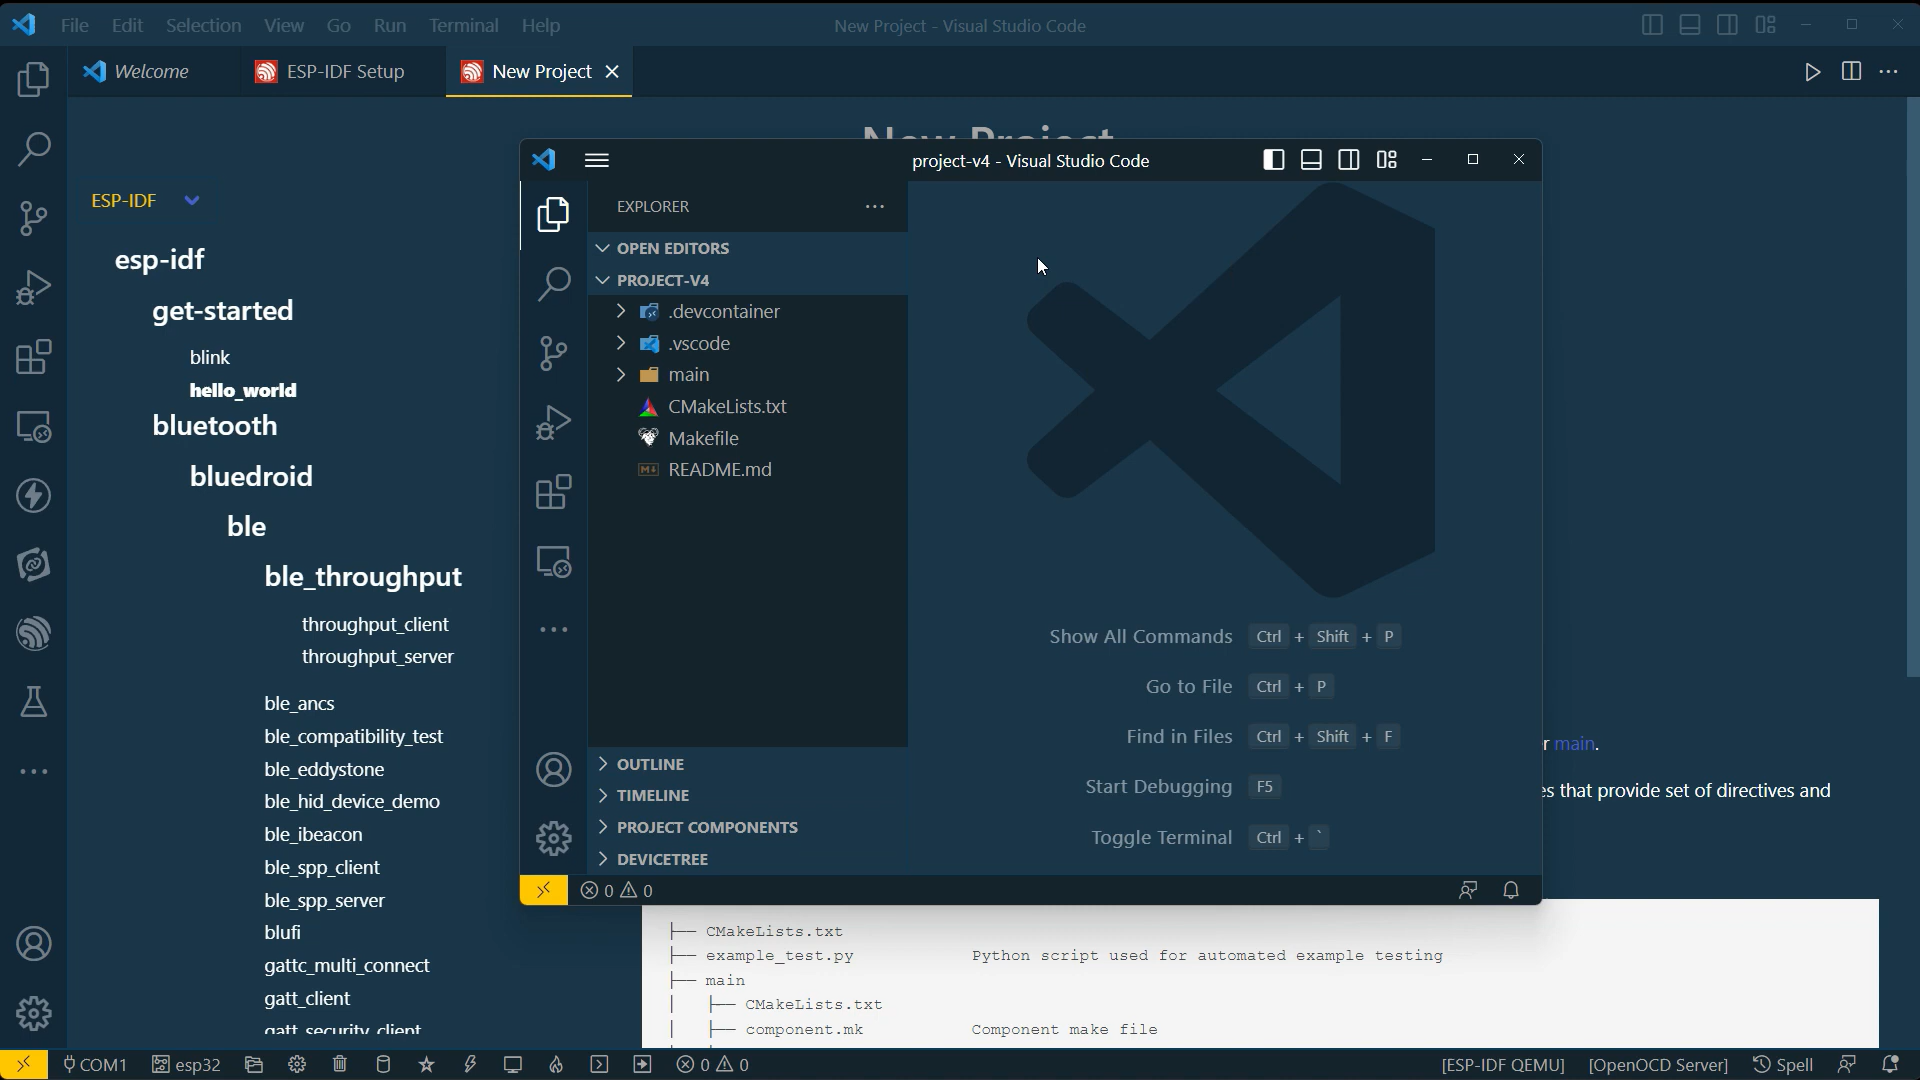 File Edit Selection View Go Run Terminal Help
New Project - Visual Studio Code
Welcome
ESP-IDF Setup
New Project
New Project
ESP-IDF
esp-idf
get-started
blink
hello_world
bluetooth
bluedroid
ble
ble_throughput
throughput_client
throughput_server
ble_ancs
ble_compatibility_test
ble_eddystone
ble_hid_device_demo
ble_ibeacon
ble_spp_client
ble_spp_server
blufi
gattc_multi_connect
gatt_client
gatt_security_client
project-v4 - Visual Studio Code
EXPLORER
OPEN EDITORS
PROJECT-V4
.devcontainer
.vscode
main
CMakeLists.txt
Makefile
README.md
OUTLINE
TIMELINE
PROJECT COMPONENTS
DEVICETREE
Show All Commands Ctrl + Shift + P
Go to File Ctrl + P
Find in Files Ctrl + Shift + F
Start Debugging F5
Toggle Terminal Ctrl + `
0 0
r main.
es that provide set of directives and
├── CMakeLists.txt
├── example_test.py Python script used for automated example testing
├── main
│ ├── CMakeLists.txt
│ ├── component.mk Component make file
COM1 esp32 0 0 [ESP-IDF QEMU] [OpenOCD Server] Spell